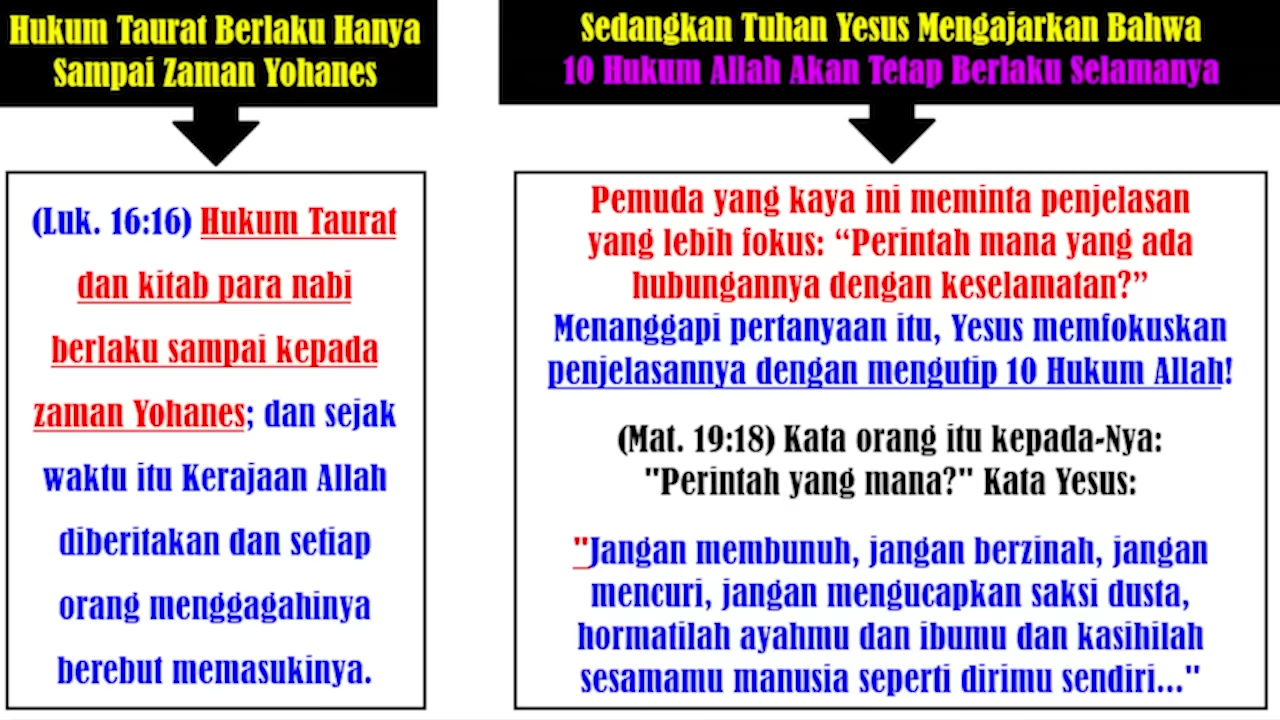 Hukum Taurat Berlaku Hanya
Sampai Zaman Yohanes
(Luk. 16:16) Hukum Taurat
dan kitab para nabi
berlaku sampai kepada
zaman Yohanes; dan sejak
waktu itu Kerajaan Allah
diberitakan dan setiap
orang menggagahinya
berebut memasukinya.
Sedangkan Tuhan Yesus Mengajarkan Bahwa
10 Hukum Allah Akan Tetap Berlaku Selamanya
Pemuda yang kaya ini meminta penjelasan
yang lebih fokus: “Perintah mana yang ada
hubungannya dengan keselamatan?”
Menanggapi pertanyaan itu, Yesus memfokuskan
penjelasannya dengan mengutip 10 Hukum Allah!
(Mat. 19:18) Kata orang itu kepada-Nya:
"Perintah yang mana?" Kata Yesus:
"Jangan membunuh, jangan berzinah, jangan
mencuri, jangan mengucapkan saksi dusta,
hormatilah ayahmu dan ibumu dan kasihilah
sesamamu manusia seperti dirimu sendiri..."